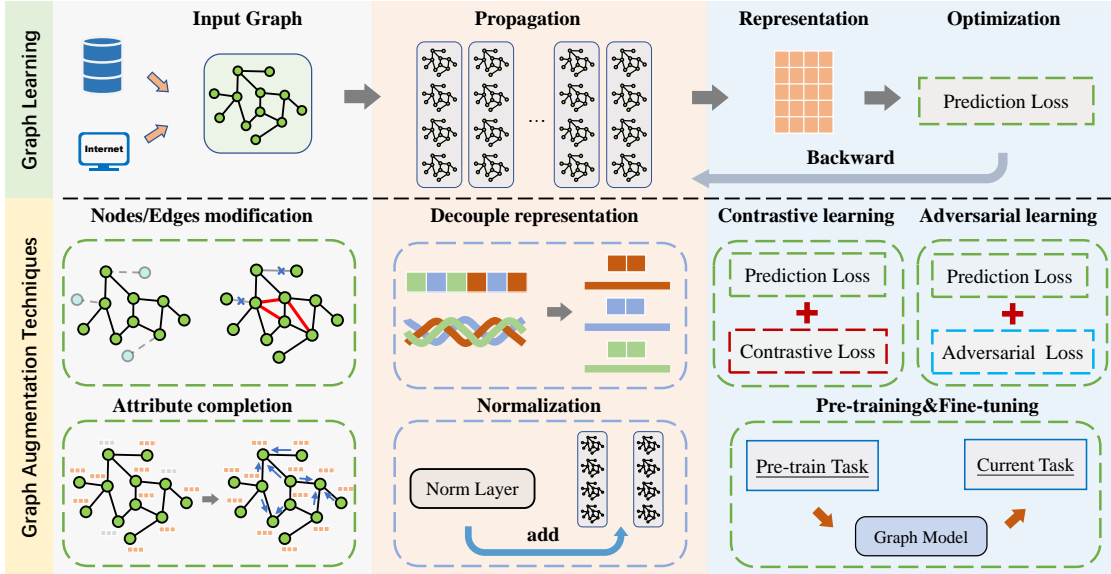 Graph Learning
Input Graph
Propagation
Representation
Optimization
Internet
...
Prediction Loss
Backward
Graph Augmentation Techniques
Nodes/Edges modification
Decouple representation
Contrastive learning
Adversarial learning
Prediction Loss
Contrastive Loss
Prediction Loss
Adversarial Loss
Attribute completion
Normalization
Pre-training&Fine-tuning
Norm Layer
add
Pre-train Task
Current Task
Graph Model